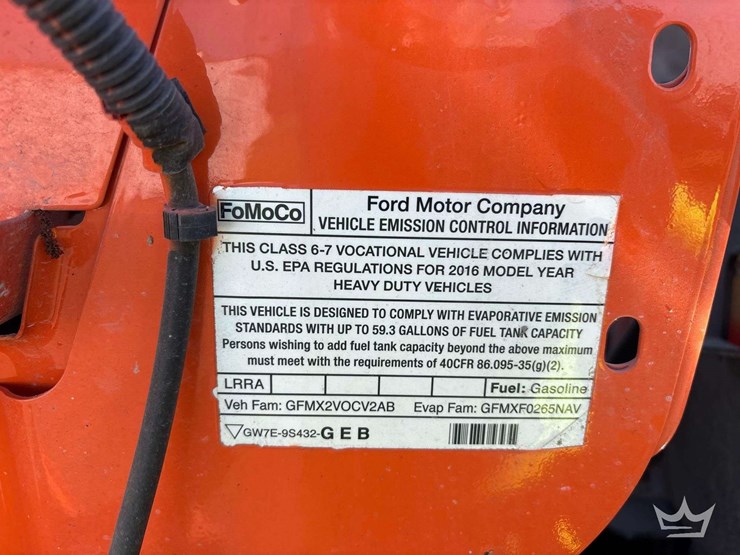 FoMoCo
Ford Motor Company
VEHICLE EMISSION CONTROL INFORMATION
THIS CLASS 6-7 VOCATIONAL VEHICLE COMPLIES WITH
U.S. EPA REGULATIONS FOR 2016 MODEL YEAR
HEAVY DUTY VEHICLES
THIS VEHICLE IS DESIGNED TO COMPLY WITH EVAPORATIVE EMISSION
STANDARDS WITH UP TO 59.3 GALLONS OF FUEL TANK CAPACITY
Persons wishing to add fuel tank capacity beyond the above maximum
must meet with the requirements of 40CFR 86.095-35(g)(2).
LRRA Fuel: Gasoline
Veh Fam: GFMX2VOCV2AB Evap Fam: GFMXF0265NAV
GW7E-9S432-G E B